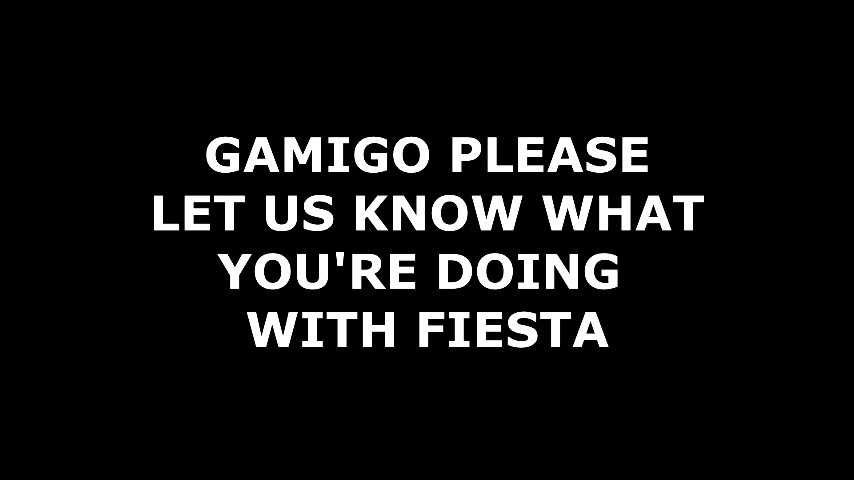 GAMIGO PLEASE
LET US KNOW WHAT
YOU'RE DOING
WITH FIESTA